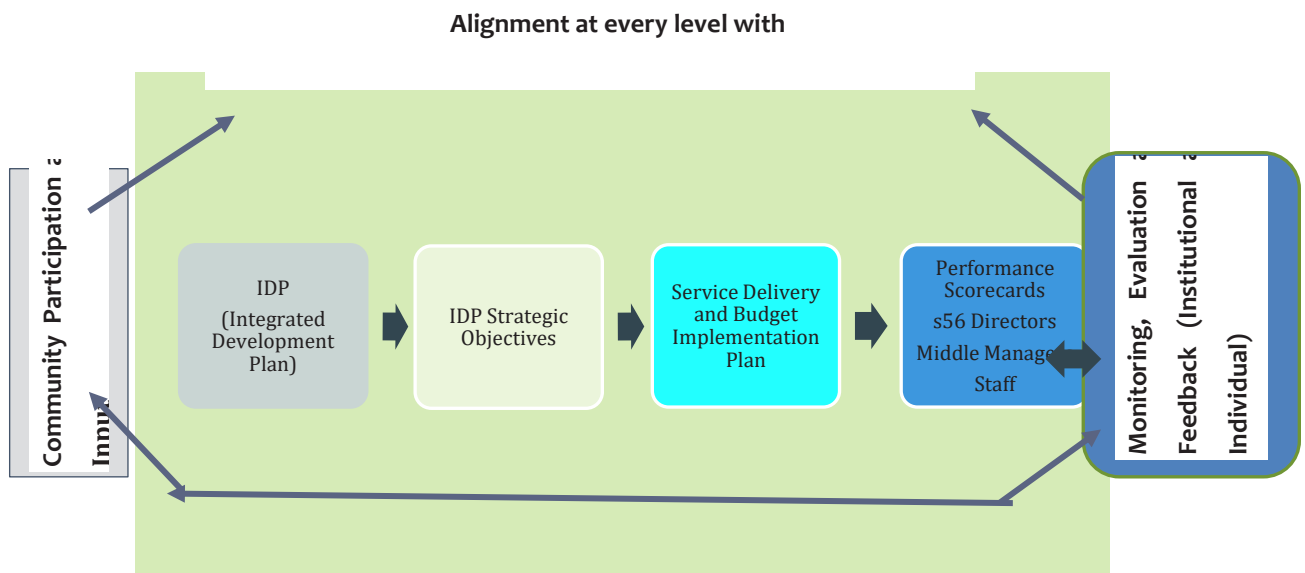 Alignment at every level with
Community Participation
IDP
(Integrated
Development
Plan)
IDP Strategic
Objectives
Service Delivery
and Budget
Implementation
Plan
Performance
Scorecards
s56 Directors
Middle Manage
Staff
Monitoring, Evaluation
Feedback (Institutional
Individual)